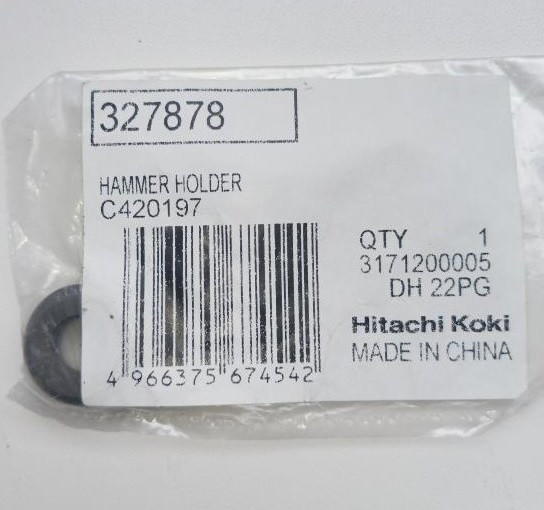 327878
HAMMER HOLDER
C420197
QTY 1
3171200005
DH 22PG
Hitachi Koki
MADE IN CHINA
4 966375 674542